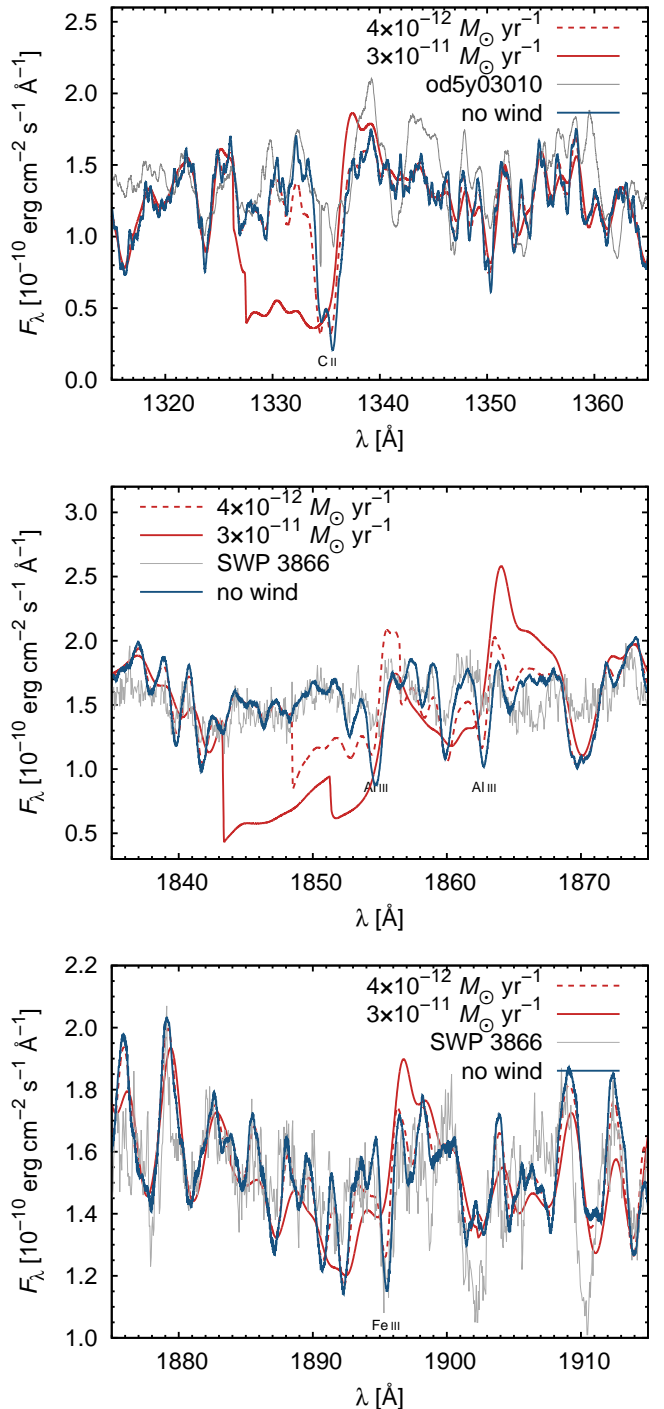 2.5
2.0
1.5
1.0
0.5
0.0
F_λ [10⁻¹⁰ erg cm⁻² s⁻¹ Å⁻¹]
4×10⁻¹² M_⊙ yr⁻¹
3×10⁻¹¹ M_⊙ yr⁻¹
od5y03010
no wind
C II
1320 1330 1340 1350 1360
λ [Å]
3.0
2.5
2.0
1.5
1.0
0.5
F_λ [10⁻¹⁰ erg cm⁻² s⁻¹ Å⁻¹]
4×10⁻¹² M_⊙ yr⁻¹
3×10⁻¹¹ M_⊙ yr⁻¹
SWP 3866
no wind
Al III Al III
1840 1850 1860 1870
λ [Å]
2.2
2.0
1.8
1.6
1.4
1.2
1.0
F_λ [10⁻¹⁰ erg cm⁻² s⁻¹ Å⁻¹]
4×10⁻¹² M_⊙ yr⁻¹
3×10⁻¹¹ M_⊙ yr⁻¹
SWP 3866
no wind
Fe III
1880 1890 1900 1910
λ [Å]